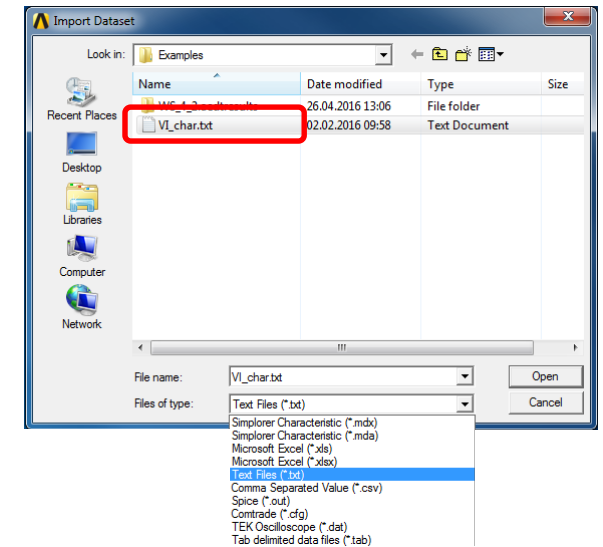 Import Dataset
Look in: Examples
Name Date modified Type Size
26.04.2016 13:06 File folder
VI_char.txt 02.02.2016 09:58 Text Document
Recent Places
Desktop
Libraries
Computer
Network
File name: VI_char.txt Open
Files of type: Text Files (*.txt) Cancel
Simplorer Characteristic (*.mdx)
Simplorer Characteristic (*.mda)
Microsoft Excel (*.xls)
Microsoft Excel (*.xlsx)
Text Files (*.txt)
Comma Separated Value (*.csv)
Spice (*.out)
Comtrade (*.cfg)
TEK Oscilloscope (*.dat)
Tab delimited data files (*.tab)